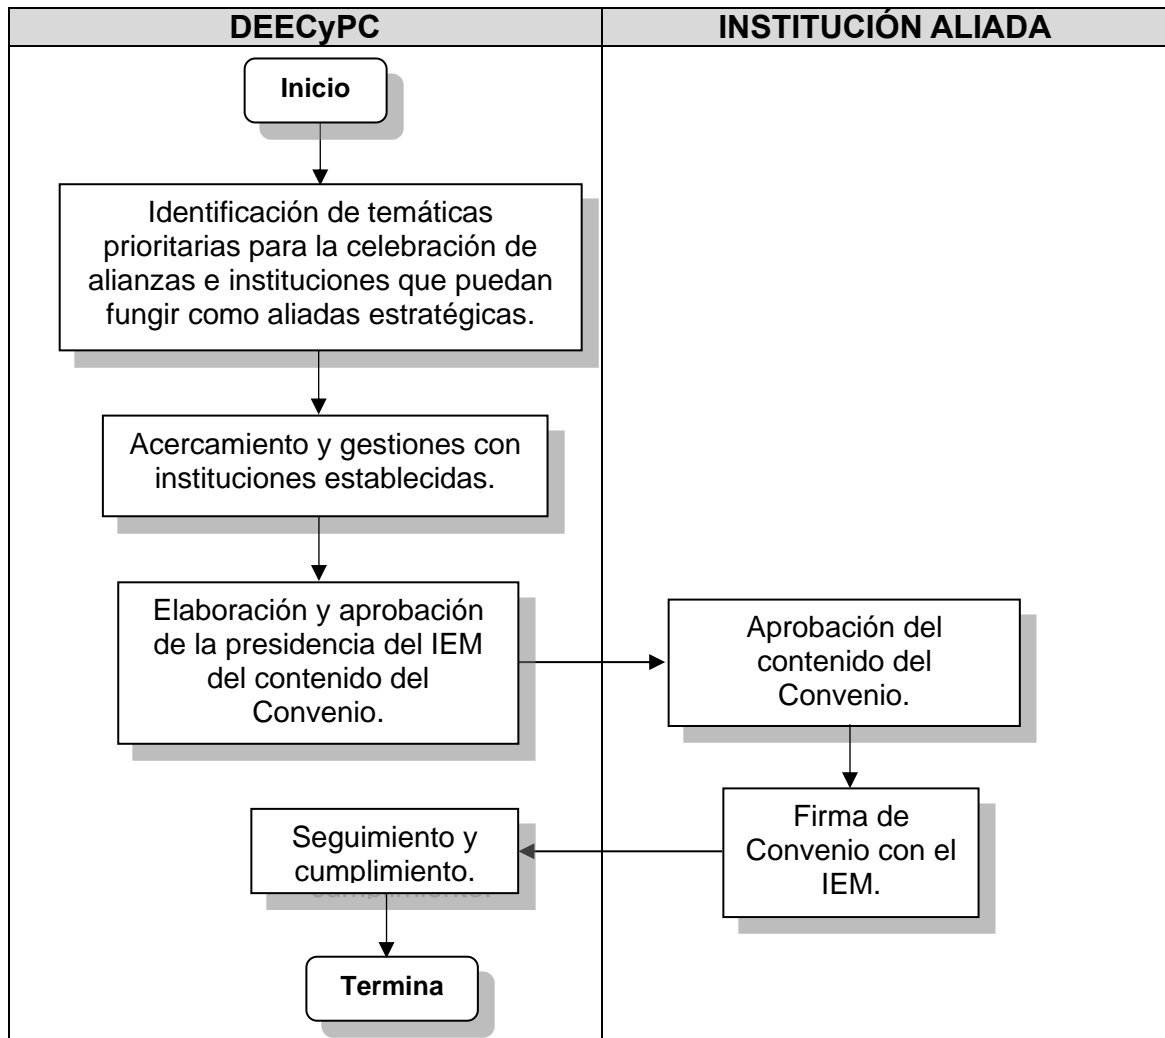 DEECyPC
INSTITUCIÓN ALIADA
Inicio
Identificación de temáticas
prioritarias para la celebración de
alianzas e instituciones que puedan
fungir como aliadas estratégicas.
Acercamiento y gestiones con
instituciones establecidas.
Elaboración y aprobación
de la presidencia del IEM
del contenido del
Convenio.
Aprobación del
contenido del
Convenio.
Firma de
Convenio con el
IEM.
Seguimiento y
cumplimiento.
Termina